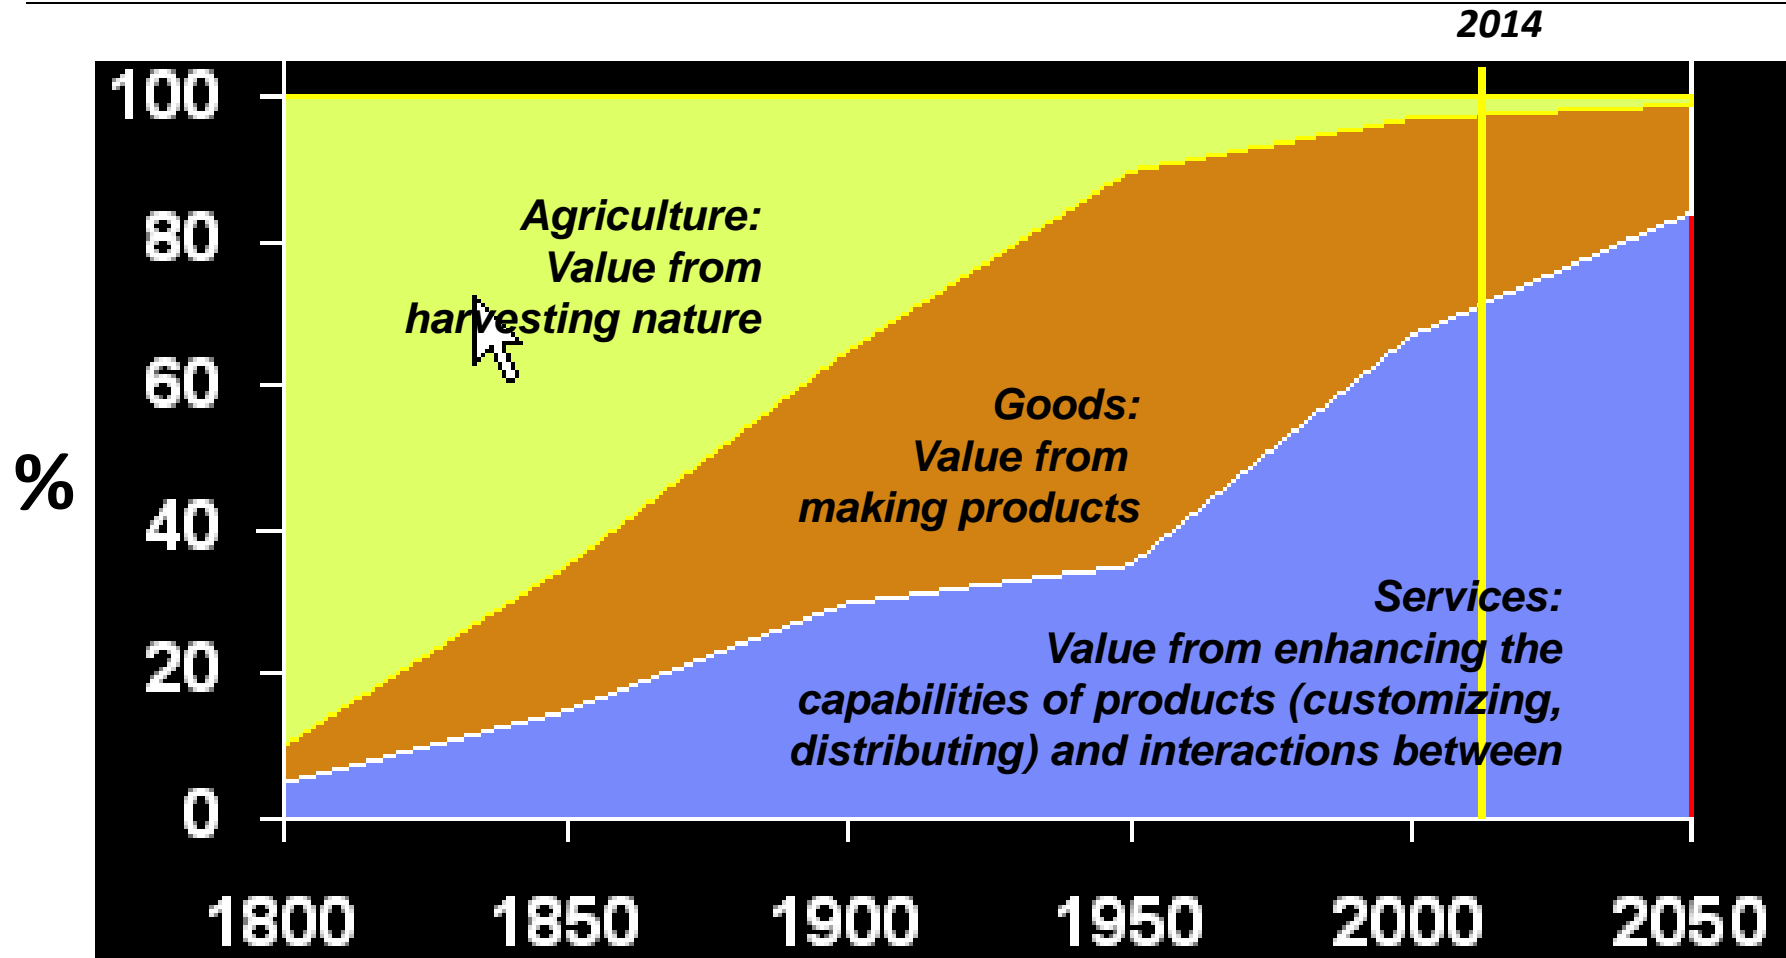 2014
100
80
60
40
20
0
%
Agriculture:
Value from
harvesting nature
Goods:
Value from
making products
Services:
Value from enhancing the
capabilities of products (customizing,
distributing) and interactions between
1800 1850 1900 1950 2000 2050